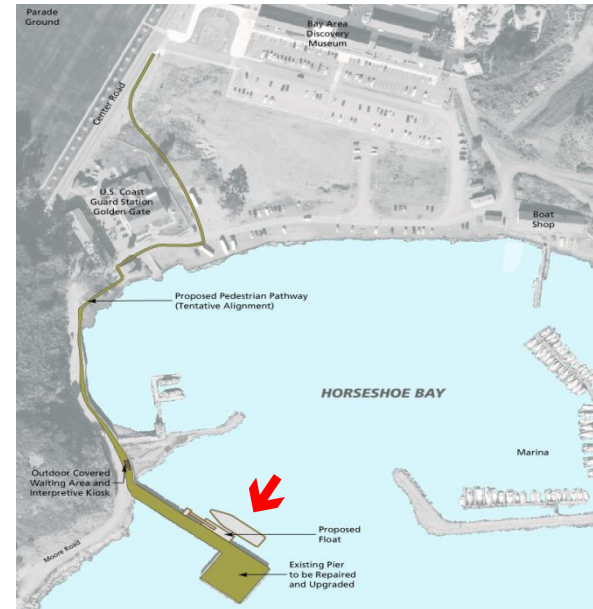 Parade
Ground
Bay Area
Discovery
Museum
Center Road
U.S. Coast
Guard Station
Golden Gate
Boat
Shop
Proposed Pedestrian Pathway
(Tentative Alignment)
HORSESHOE BAY
Marina
Outdoor Covered
Waiting Area and
Interpretive Kiosk
Proposed
Float
Moore Road
Existing Pier
to be Repaired
and Upgraded